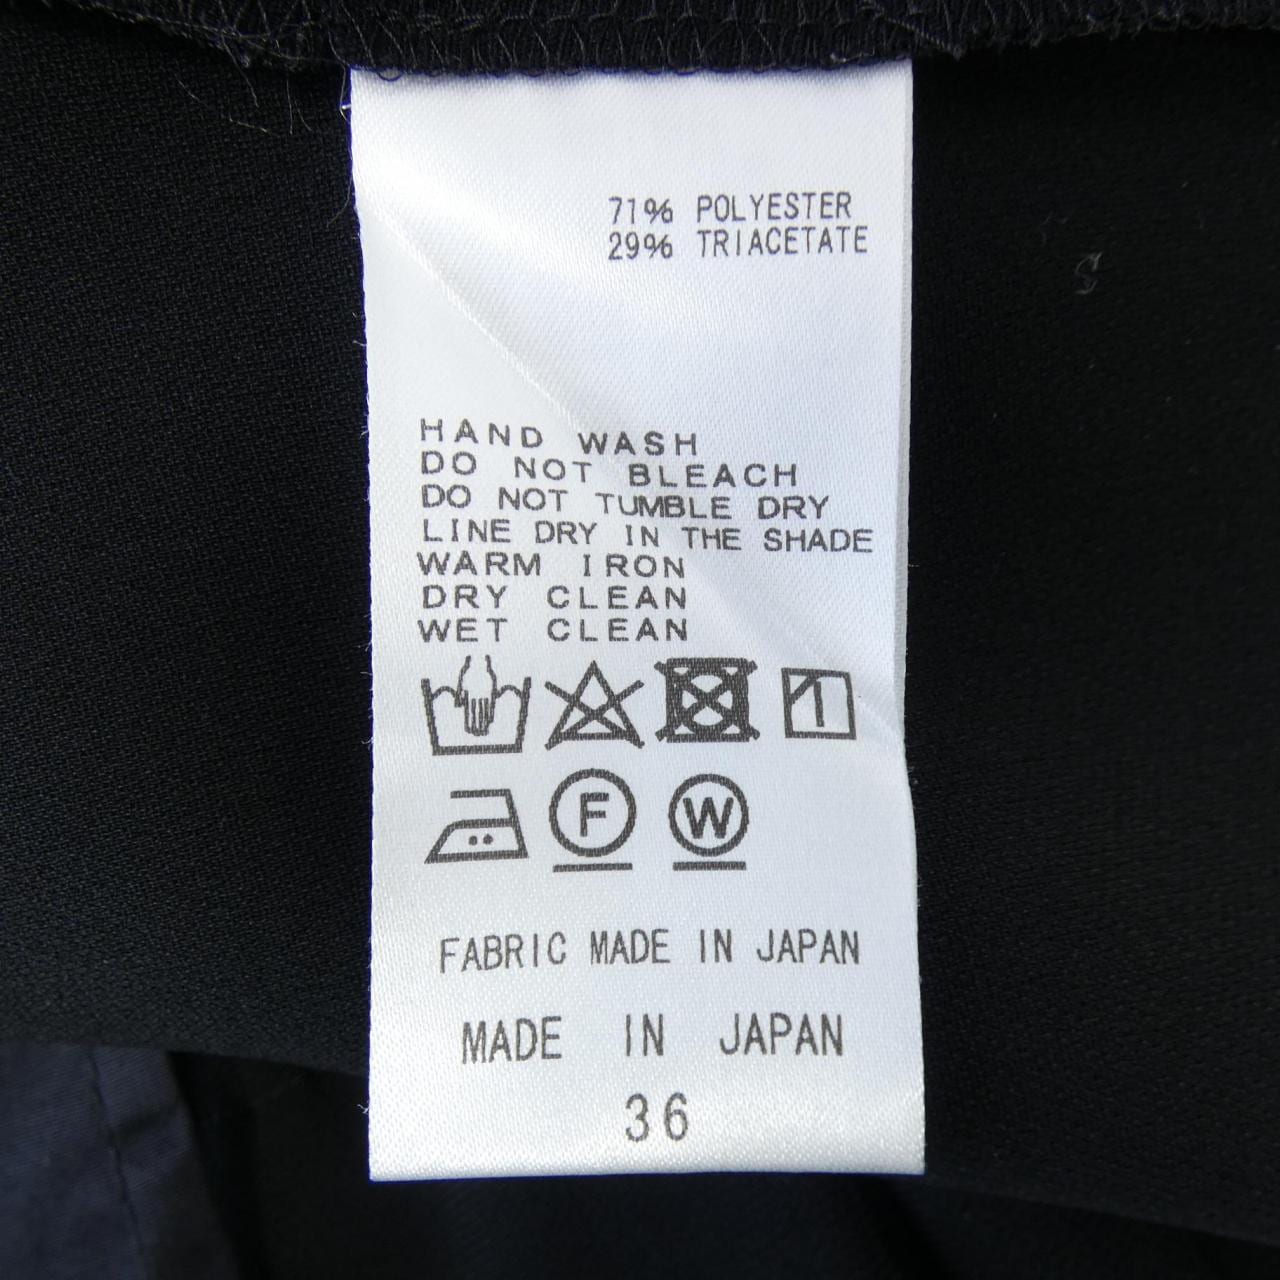 71% POLYESTER
29% TRIACETATE
HAND WASH
DO NOT BLEACH
DO NOT TUMBLE DRY
LINE DRY IN THE SHADE
WARM IRON
DRY CLEAN
WET CLEAN
F W
FABRIC MADE IN JAPAN
MADE IN JAPAN
36